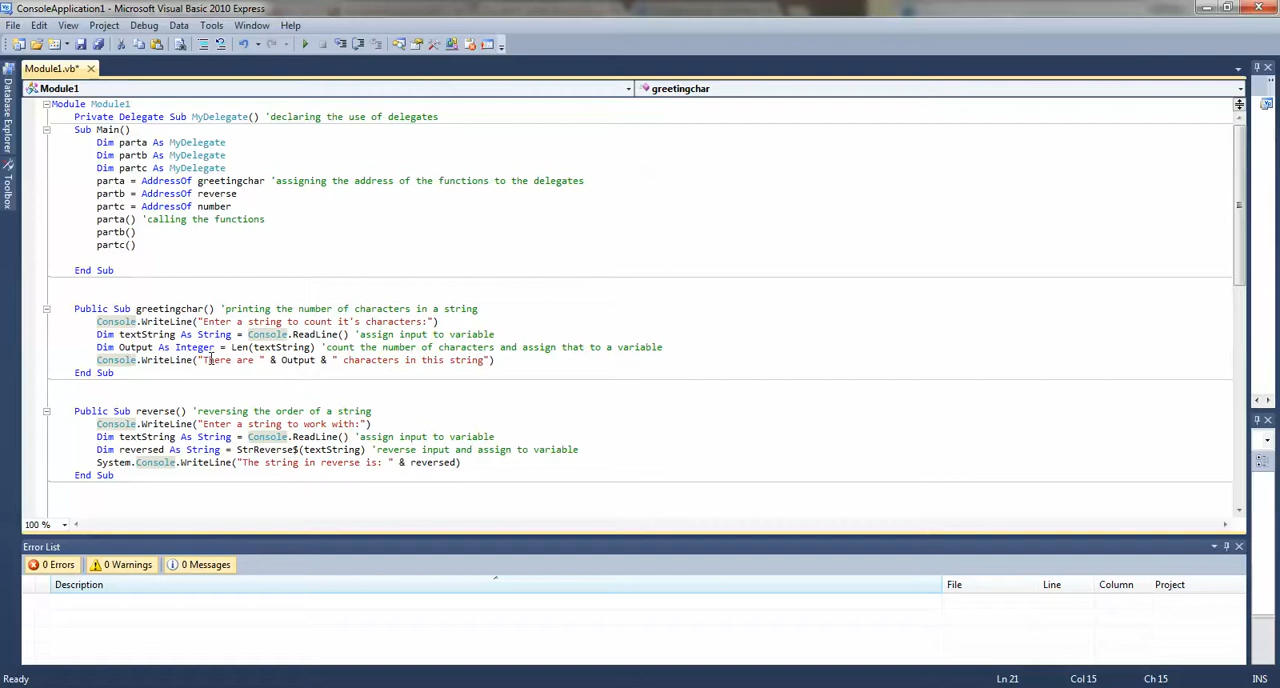 ConsoleApplication1 - Microsoft Visual Basic 2010 Express
File Edit View Project Debug Data Tools Window Help
Module1.vb* ×
Module1 greetingchar
Database Explorer
Toolbox
Module Module1
Private Delegate Sub MyDelegate() 'declaring the use of delegates
Sub Main()
Dim parta As MyDelegate
Dim partb As MyDelegate
Dim partc As MyDelegate
parta = AddressOf greetingchar 'assigning the address of the functions to the delegates
partb = AddressOf reverse
partc = AddressOf number
parta() 'calling the functions
partb()
partc()
End Sub
Public Sub greetingchar() 'printing the number of characters in a string
Console.WriteLine("Enter a string to count it's characters:")
Dim textString As String = Console.ReadLine() 'assign input to variable
Dim Output As Integer = Len(textString) 'count the number of characters and assign that to a variable
Console.WriteLine("There are " & Output & " characters in this string")
End Sub
Public Sub reverse() 'reversing the order of a string
Console.WriteLine("Enter a string to work with:")
Dim textString As String = Console.ReadLine() 'assign input to variable
Dim reversed As String = StrReverse$(textString) 'reverse input and assign to variable
System.Console.WriteLine("The string in reverse is: " & reversed)
End Sub
100 %
Error List
0 Errors 0 Warnings 0 Messages
Description File Line Column Project
Ready Ln 21 Col 15 Ch 15 INS